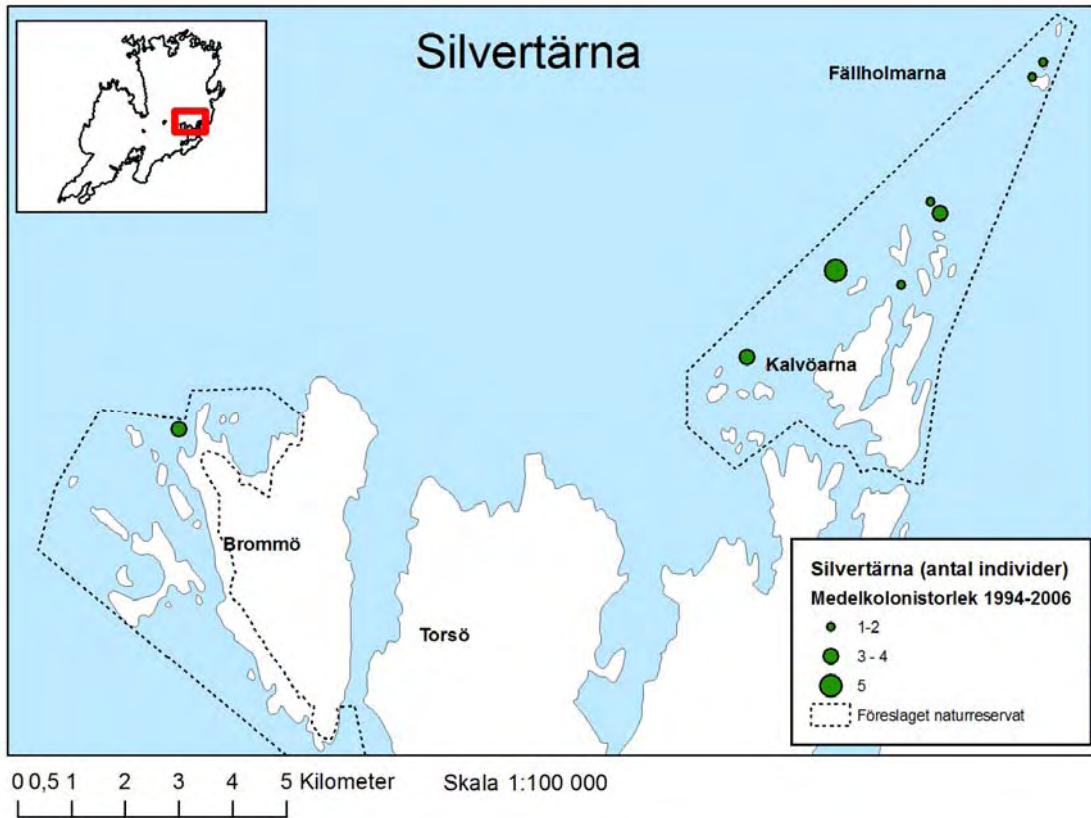 Silvertärna
Fällholmarna
Kalvöarna
Brommö
Torsö
Silvertärna (antal individer)
Medelkolonistorlek 1994-2006
1-2
3 - 4
5
Föreslaget naturreservat
0 0,5 1 2 3 4 5 Kilometer
Skala 1:100 000